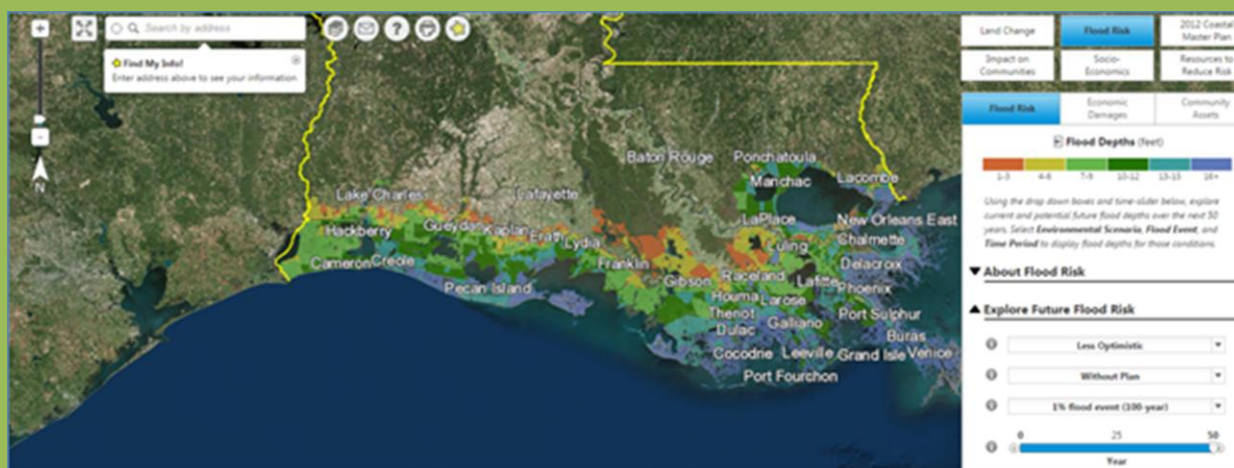 Search by address
Find My Info!
Enter address above to see your information
N
Baton Rouge
Ponchatoula
Manchac
Lacombe
Lake Charles
Lafayette
LaPlace
New Orleans East
Hackberry
Gueydan
Kaplan
Erath
Lydia
Luling
Chalmette
Cameron
Creole
Franklin
Gibson
Raceland
Lafitte
Delacroix
Phoenix
Pecan Island
Houma
Larose
Theriot
Port Sulphur
Dulac
Galliano
Buras
Cocodrie
Leeville
Grand Isle
Venice
Port Fourchon
Land Change
Flood Risk
2012 Coastal
Master Plan
Impact on
Communities
Socio-
Economics
Resources to
Reduce Risk
Flood Risk
Economic
Damages
Community
Assets
Flood Depths (feet)
1-3 4-6 7-9 10-12 13-15 16+
Using the drop down boxes and time-slider below, explore
current and potential future flood depths over the next 50
years. Select Environmental Scenario, Flood Event, and
Time Period to display flood depths for those conditions.
About Flood Risk
Explore Future Flood Risk
Less Optimistic
Without Plan
1% flood event (100-year)
0 25 50
Year